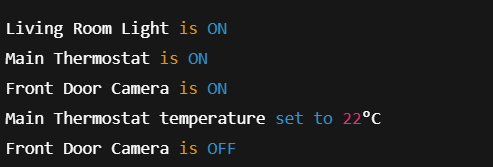 Living Room Light is ON
Main Thermostat is ON
Front Door Camera is ON
Main Thermostat temperature set to 22°C
Front Door Camera is OFF